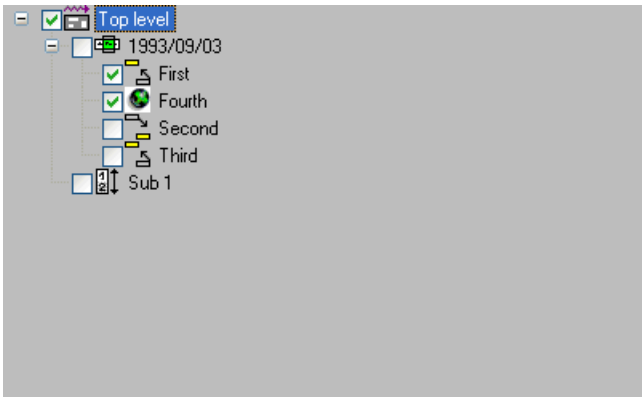 Top level
1993/09/03
First
Fourth
Second
Third
Sub 1